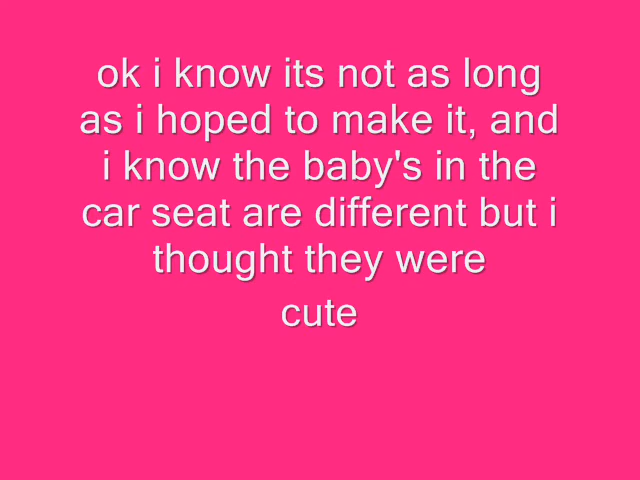 ok i know its not as long
as i hoped to make it, and
i know the baby's in the
car seat are different but i
thought they were
cute